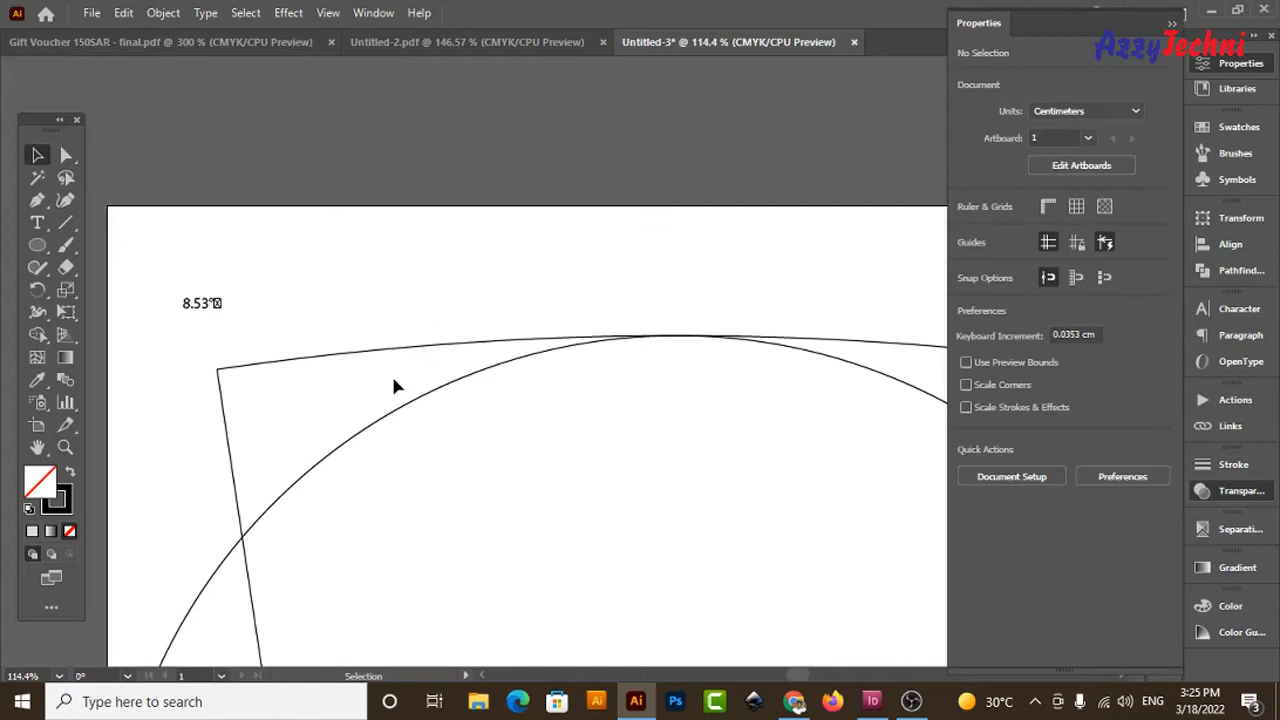 File Edit Object Type Select Effect View Window Help
Gift Voucher 150SAR - final.pdf @ 300 % (CMYK/CPU Preview)
Untitled-2.pdf @ 146.57 % (CMYK/CPU Preview)
Untitled-3* @ 114.4 % (CMYK/CPU Preview)
AzzyTechni
Properties
No Selection
Document
Units: Centimeters
Artboard: 1
Edit Artboards
Ruler & Grids
Guides
Snap Options
Preferences
Keyboard Increment: 0.0353 cm
Use Preview Bounds
Scale Corners
Scale Strokes & Effects
Quick Actions
Document Setup
Preferences
Properties
Libraries
Swatches
Brushes
Symbols
Transform
Align
Pathfind...
Character
Paragraph
OpenType
Actions
Links
Stroke
Transpar...
Separati...
Gradient
Color
Color Gu...
8.53°
114.4% 0° 1 Selection
Type here to search
30°C
ENG
3:25 PM
3/18/2022